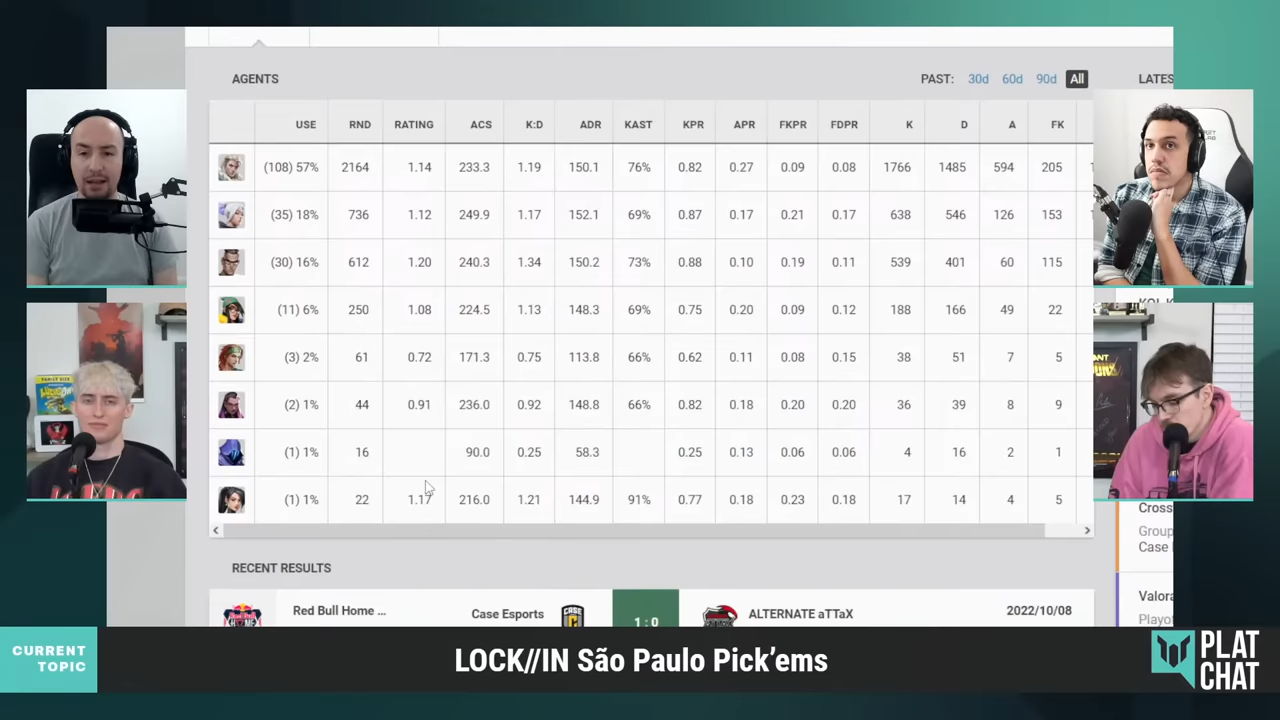 AGENTS PAST: 30d 60d 90d All LATES
USE RND RATING ACS K:D ADR KAST KPR APR FKPR FDPR K D A FK
(108) 57% 2164 1.14 233.3 1.19 150.1 76% 0.82 0.27 0.09 0.08 1766 1485 594 205
(35) 18% 736 1.12 249.9 1.17 152.1 69% 0.87 0.17 0.21 0.17 638 546 126 153
(30) 16% 612 1.20 240.3 1.34 150.2 73% 0.88 0.10 0.19 0.11 539 401 60 115
(11) 6% 250 1.08 224.5 1.13 148.3 69% 0.75 0.20 0.09 0.12 188 166 49 22
(3) 2% 61 0.72 171.3 0.75 113.8 66% 0.62 0.11 0.08 0.15 38 51 7 5
(2) 1% 44 0.91 236.0 0.92 148.8 66% 0.82 0.18 0.20 0.20 36 39 8 9
(1) 1% 16 90.0 0.25 58.3 0.25 0.13 0.06 0.06 4 16 2 1
(1) 1% 22 216.0 1.21 144.9 91% 0.77 0.18 0.23 0.18 17 14 4 5
Cross
Group
Case
RECENT RESULTS
Valora
Playof
Red Bull Home ... Case Esports CASE 1 : 0 ALTERNATE aTTaX 2022/10/08
CURRENT
TOPIC
LOCK//IN São Paulo Pick'ems
PLAT
CHAT